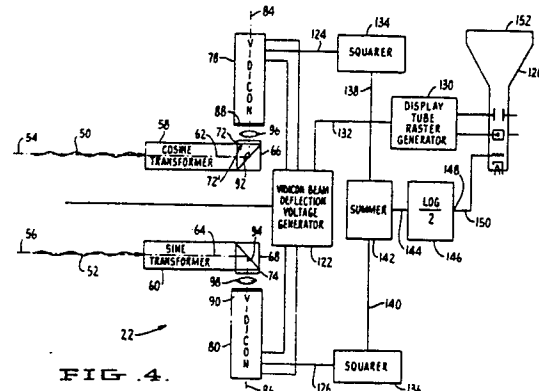 84
134
152
124
SQUARER
120
78
VIDICON
138
130
88
DISPLAY
TUBE
RASTER
GENERATOR
58
96
132
54
50
COSINE
TRANSFORMER
62
72
66
72'
92
148
VIDICON BEAM
DEFLECTION
VOLTAGE
GENERATOR
SUMMER
LOG
/2
150
56
SINE
TRANSFORMER
64
94
68
122
142
144
146
52
60
74
98
90
140
22
VIDICON
80
126
SQUARER
FIG. 4.
86
136